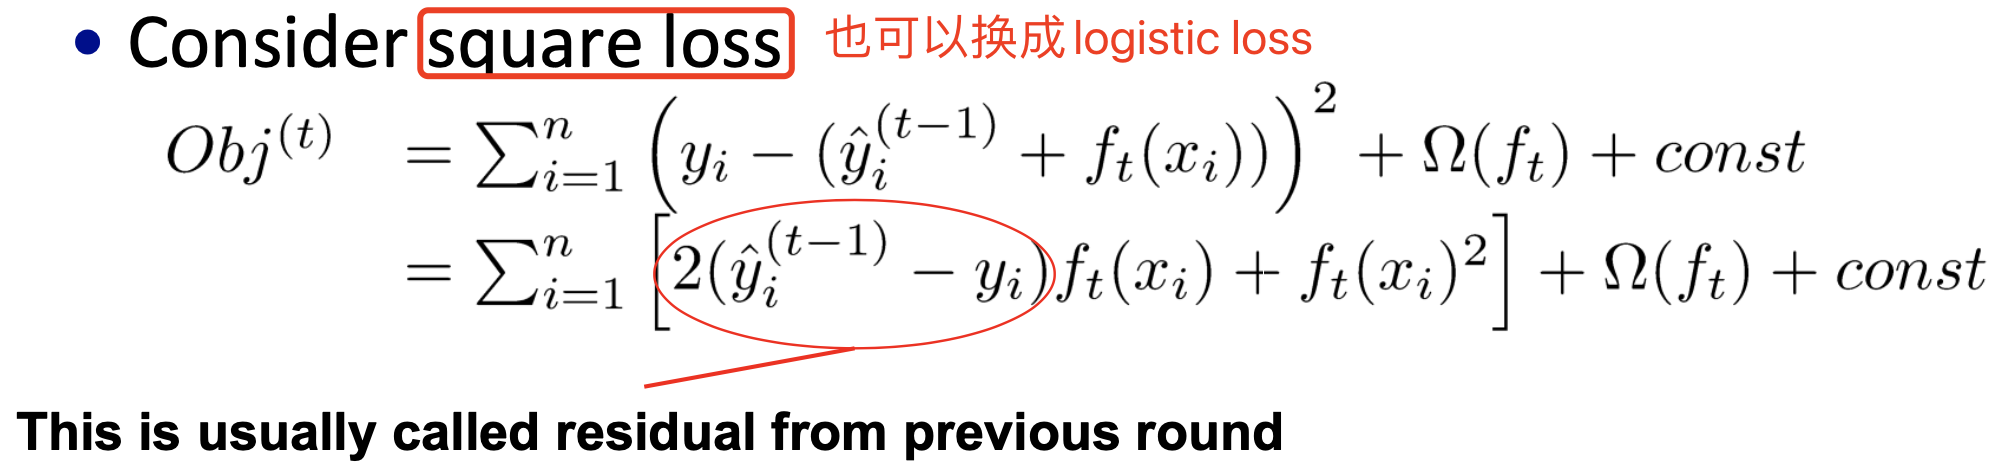 • Consider square loss 也可以换成logistic loss
$Obj^{(t)} = \sum_{i=1}^{n} \left( y_i - (\hat{y}_i^{(t-1)} + f_t(x_i)) \right)^2 + \Omega(f_t) + const$
$= \sum_{i=1}^{n} \left[ 2(\hat{y}_i^{(t-1)} - y_i) f_t(x_i) + f_t(x_i)^2 \right] + \Omega(f_t) + const$
This is usually called residual from previous round